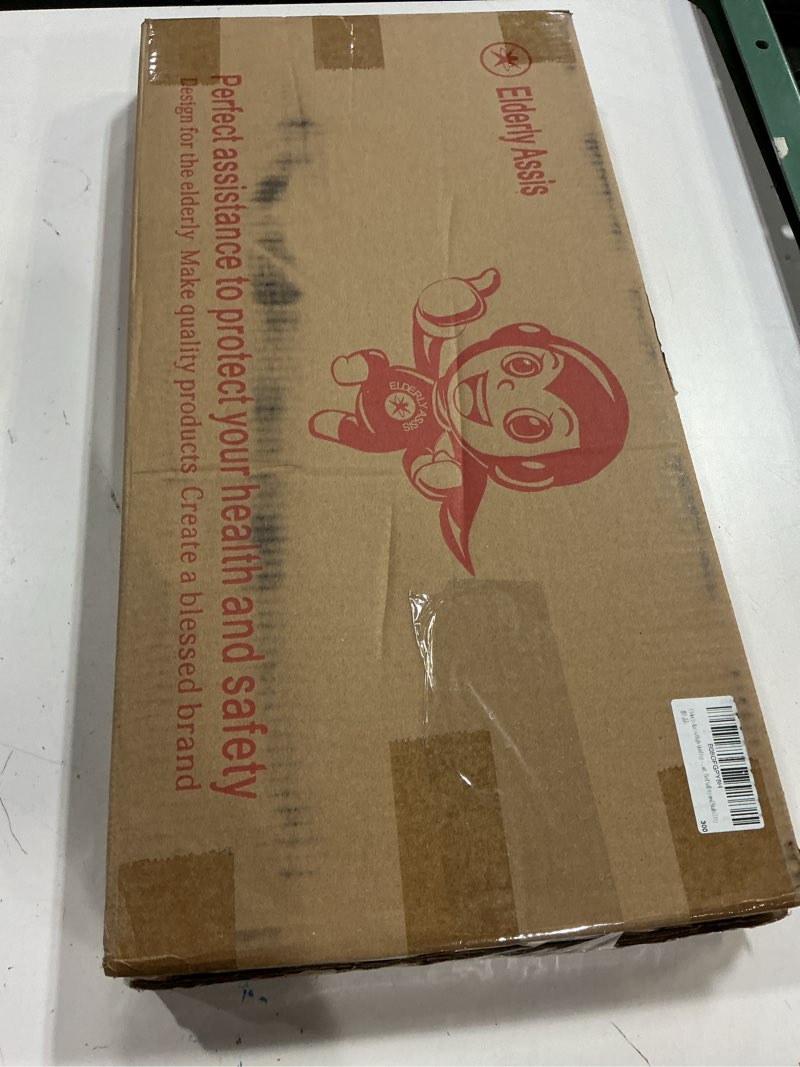 Elderly Assis
ELDERLY ASSIS
Perfect assistance to protect your health and safety
Design for the elderly Make quality products Create a blessed brand
300